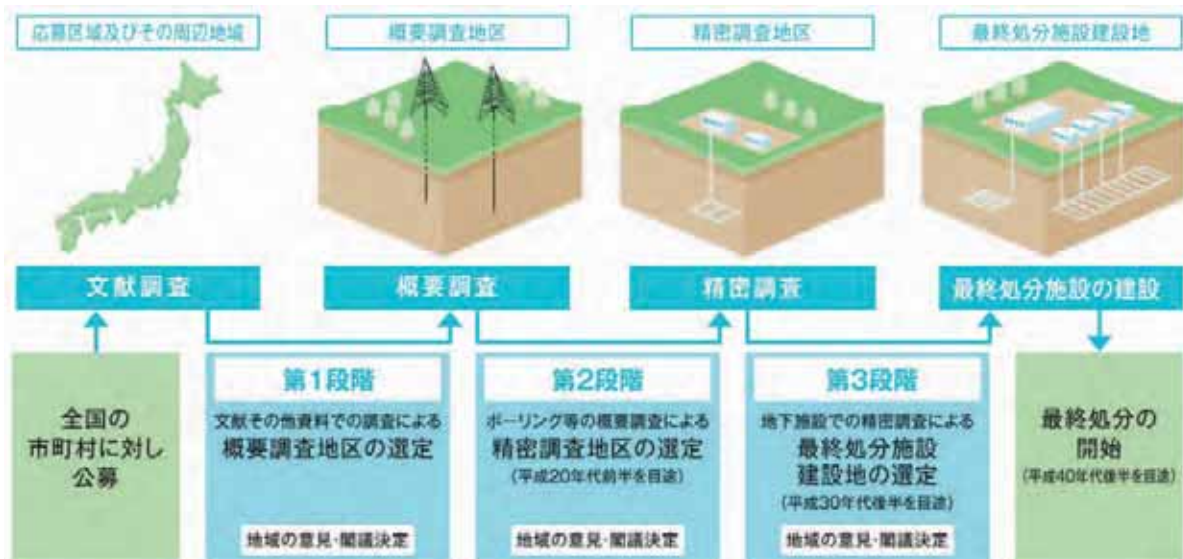 応募区域及びその周辺地域
概要調査地区
精密調査地区
最終処分施設建設地
文献調査
概要調査
精密調査
最終処分施設の建設
全国の
市町村に対し
公募
第1段階
文献その他資料での調査による
概要調査地区の選定
地域の意見・閣議決定
第2段階
ボーリング等の概要調査による
精密調査地区の選定
(平成20年代前半を目途)
地域の意見・閣議決定
第3段階
地下施設での精密調査による
最終処分施設
建設地の選定
(平成30年代後半を目途)
地域の意見・閣議決定
最終処分の
開始
(平成40年代後半を目途)